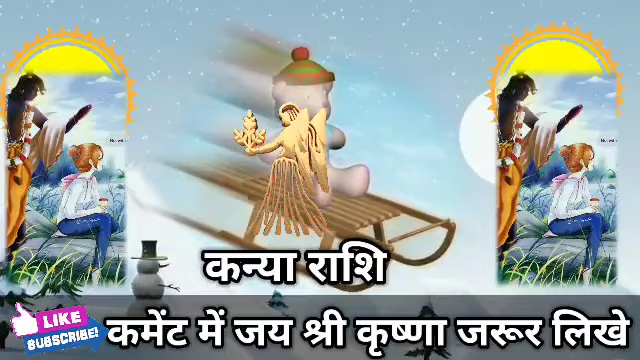 कन्या राशि
LIKE
SUBSCRIBE!
कमेंट में जय श्री कृष्णा जरूर लिखे